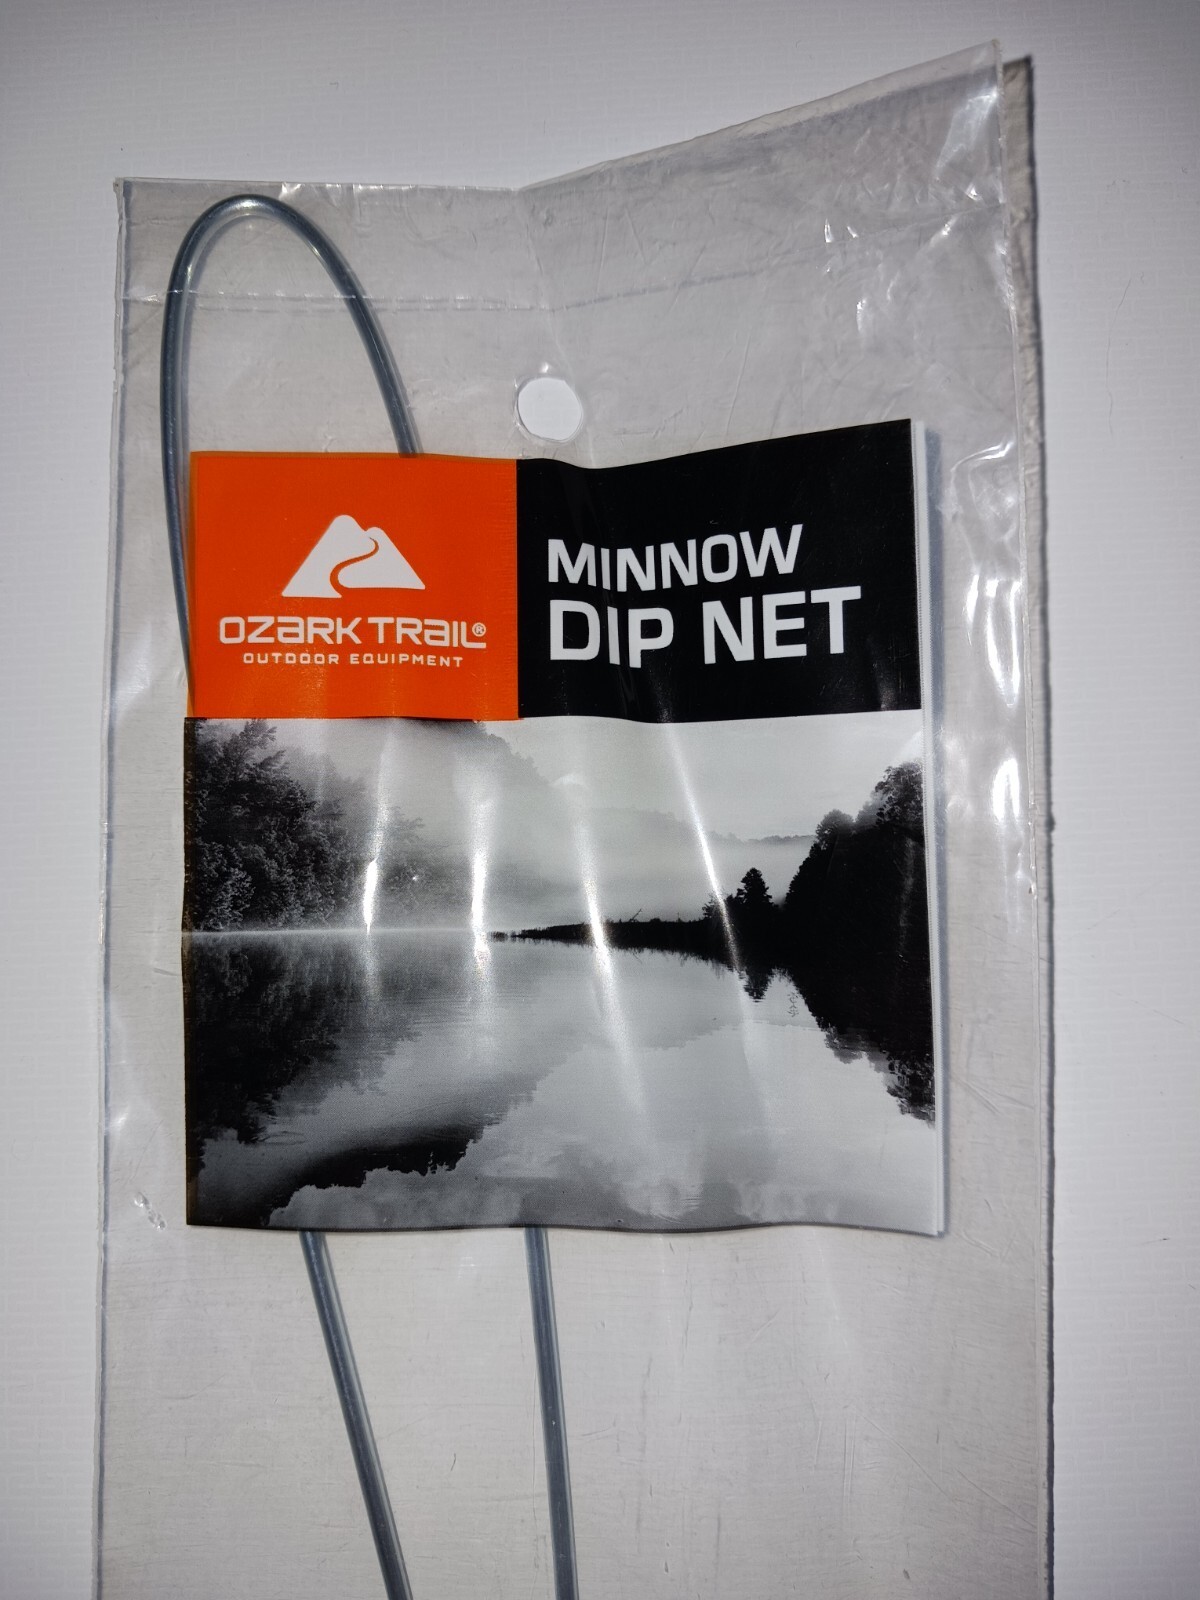 OZARK TRAIL®
OUTDOOR EQUIPMENT
MINNOW
DIP NET